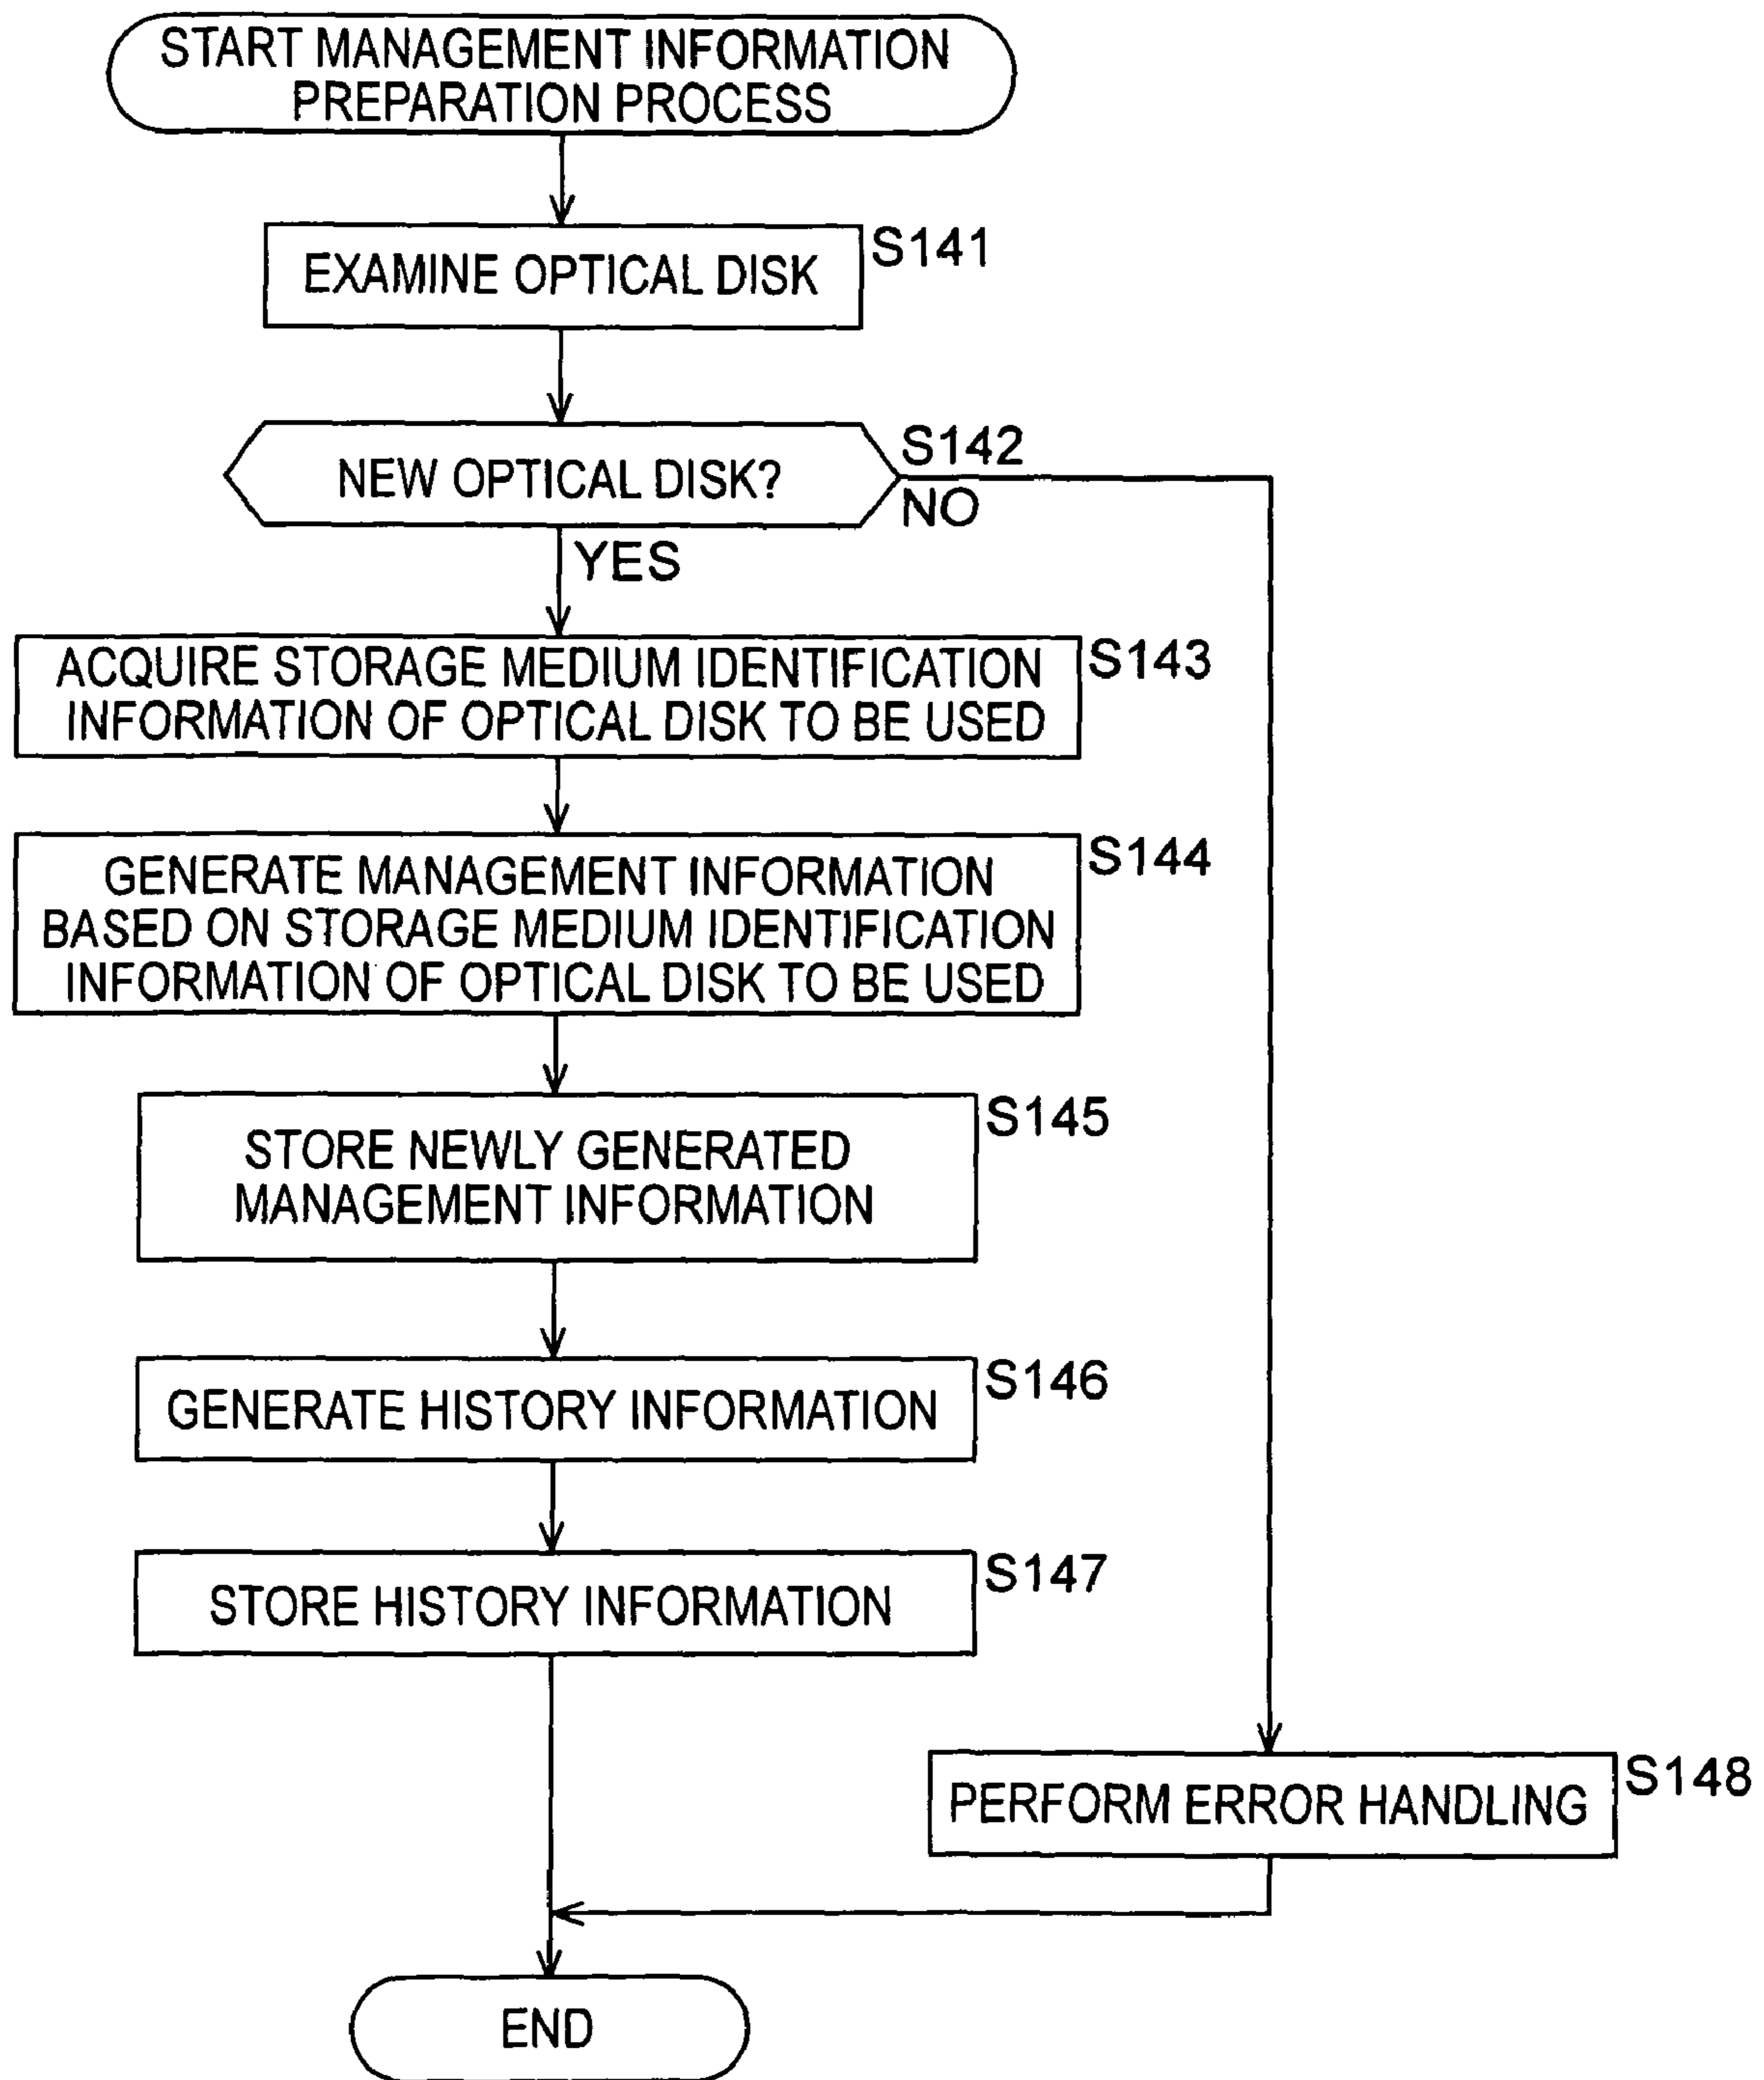 START MANAGEMENT INFORMATION
PREPARATION PROCESS
EXAMINE OPTICAL DISK
S141
NEW OPTICAL DISK?
S142
NO
YES
ACQUIRE STORAGE MEDIUM IDENTIFICATION
INFORMATION OF OPTICAL DISK TO BE USED
S143
GENERATE MANAGEMENT INFORMATION
BASED ON STORAGE MEDIUM IDENTIFICATION
INFORMATION OF OPTICAL DISK TO BE USED
S144
STORE NEWLY GENERATED
MANAGEMENT INFORMATION
S145
GENERATE HISTORY INFORMATION
S146
STORE HISTORY INFORMATION
S147
PERFORM ERROR HANDLING
S148
END